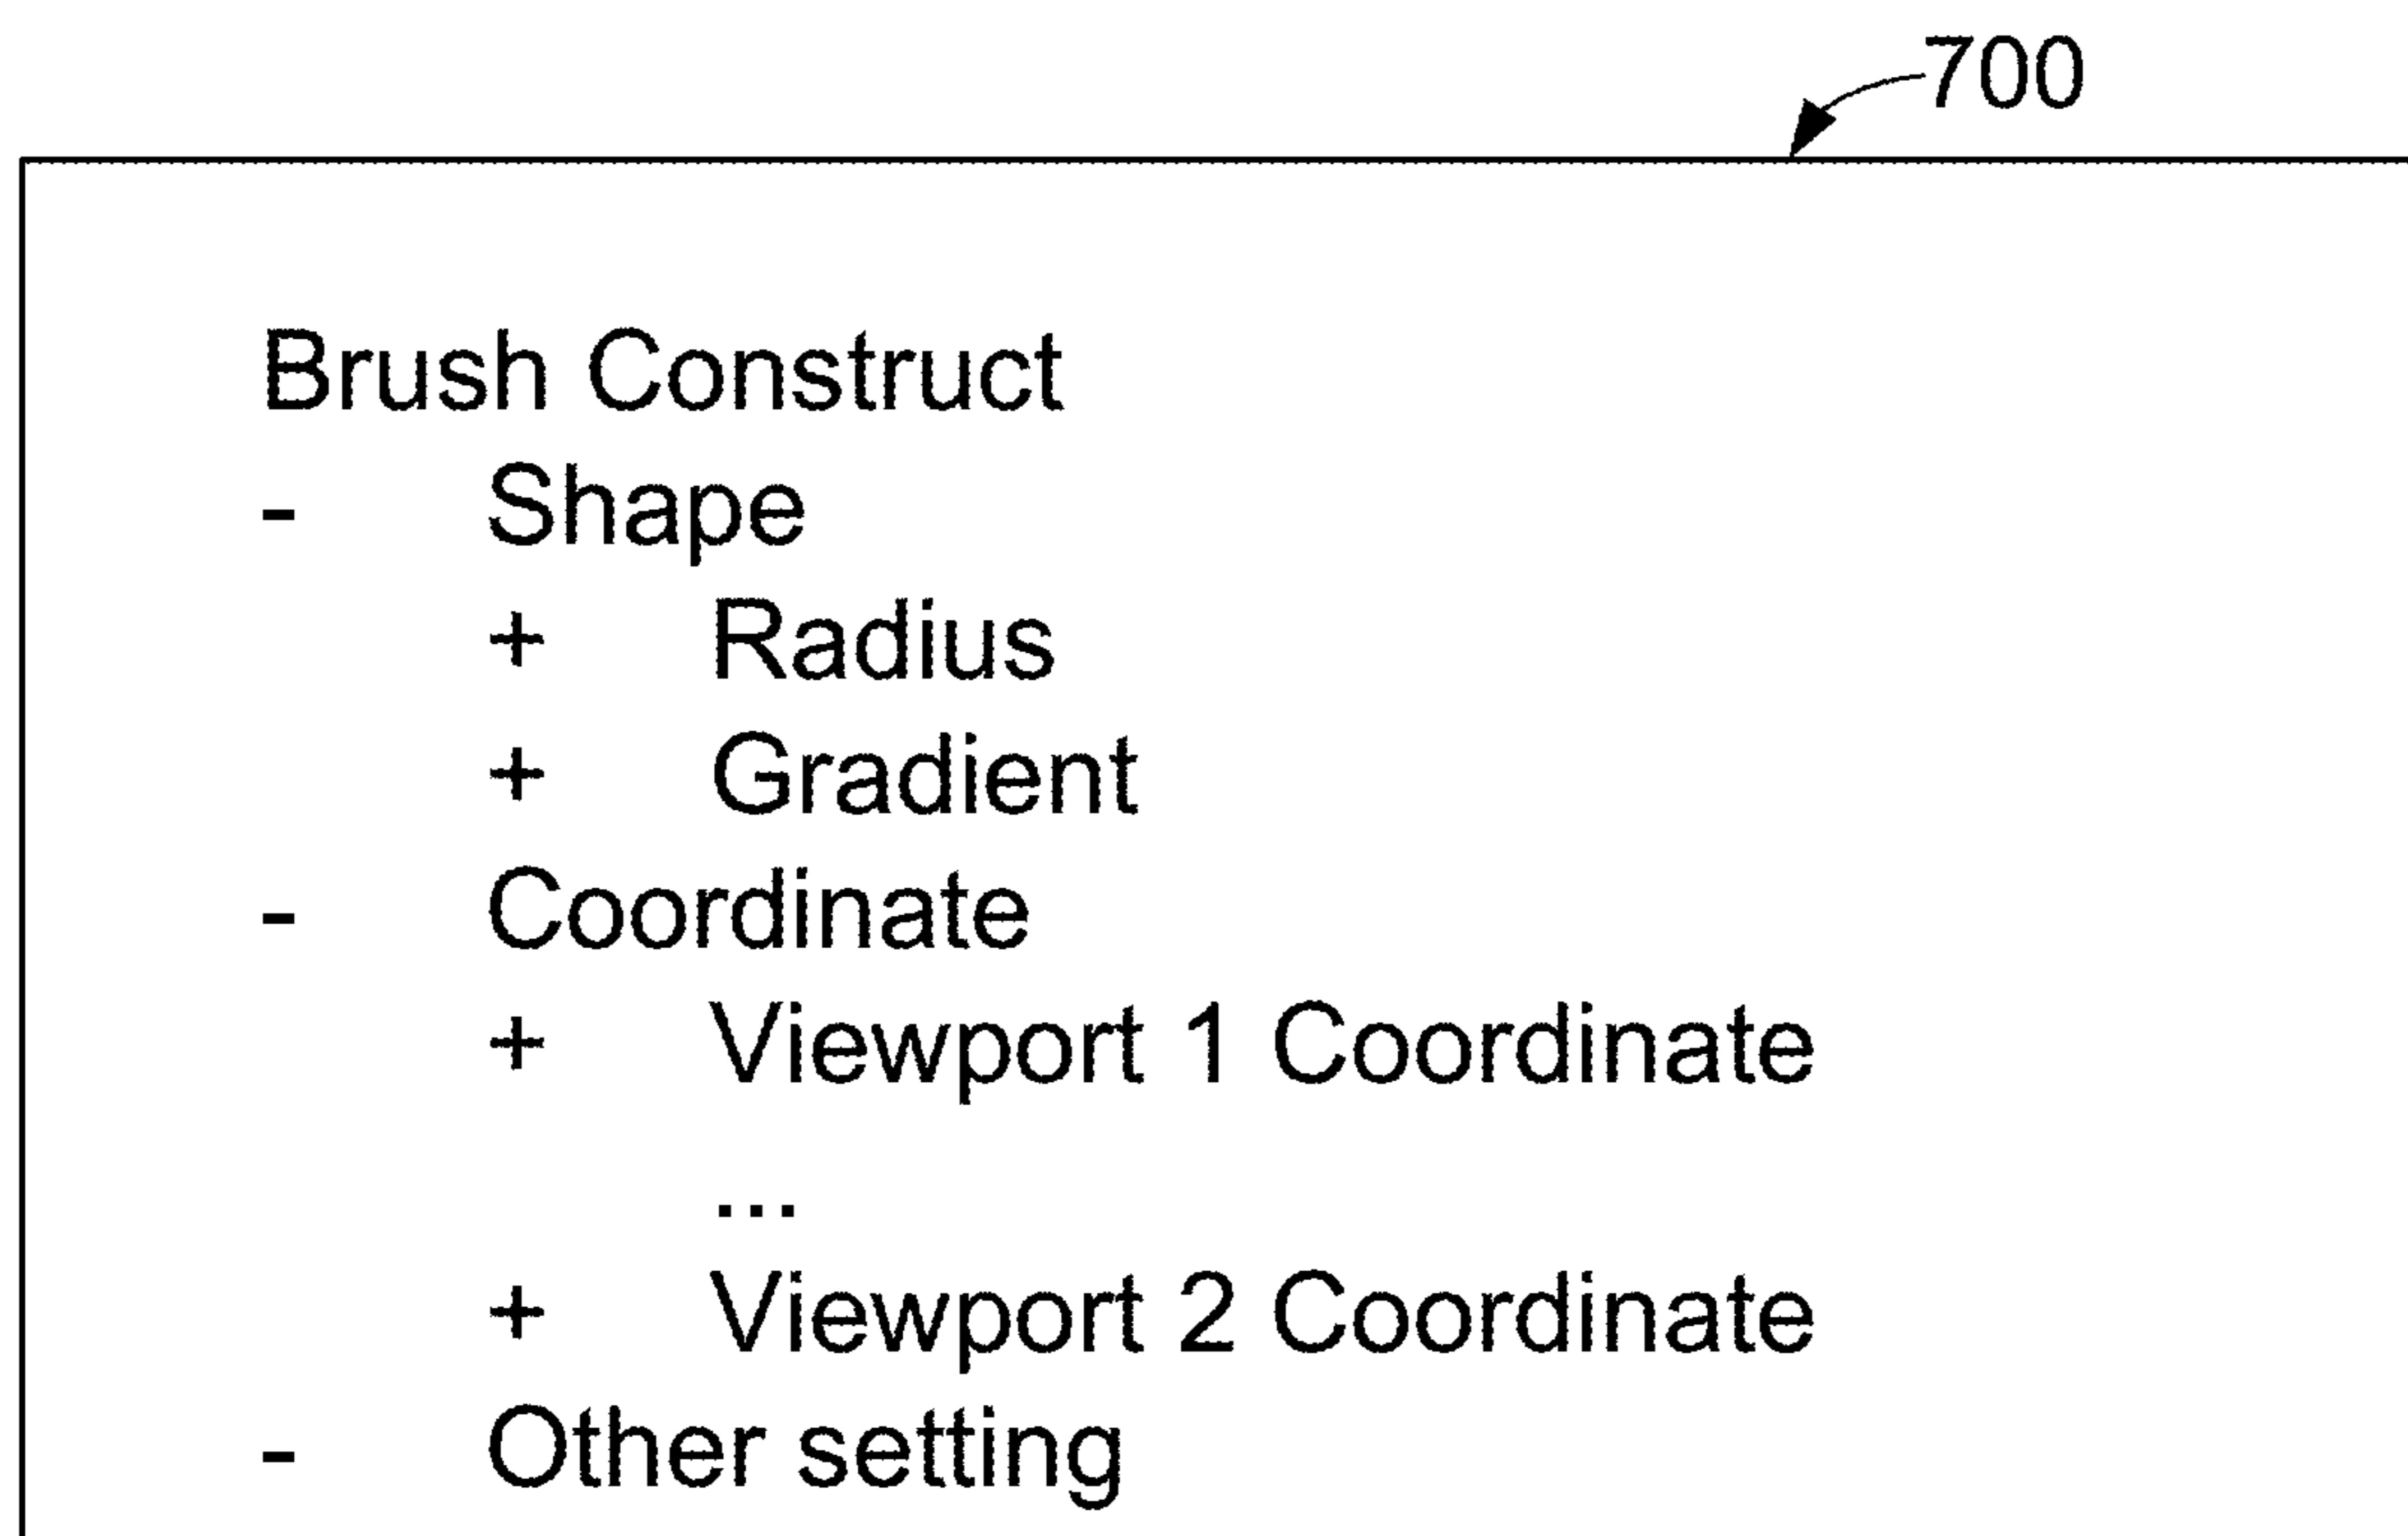 700
Brush Construct
- Shape
+ Radius
+ Gradient
- Coordinate
+ Viewport 1 Coordinate
...
+ Viewport 2 Coordinate
- Other setting